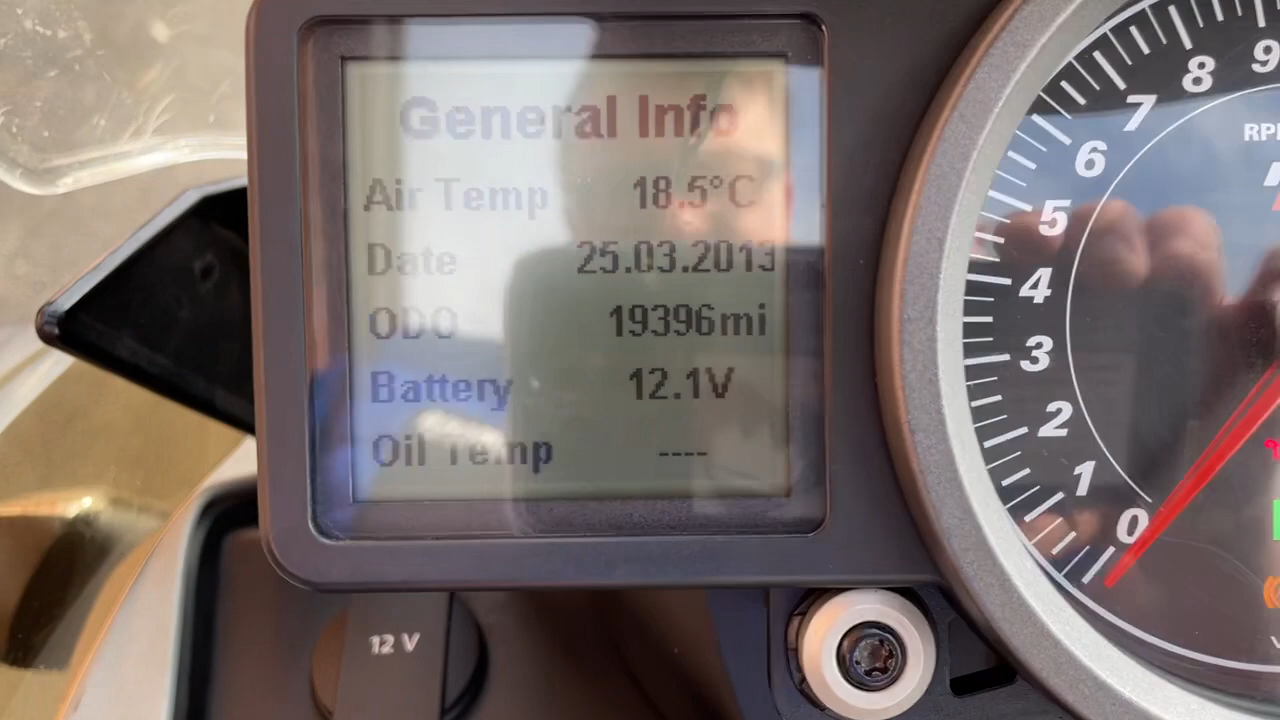 General Info
Air Temp 18.5°C
Date 25.03.2013
ODO 19396mi
Battery 12.1V
Oil Temp ----
12 V
9
8
7
6
5
4
3
2
1
0